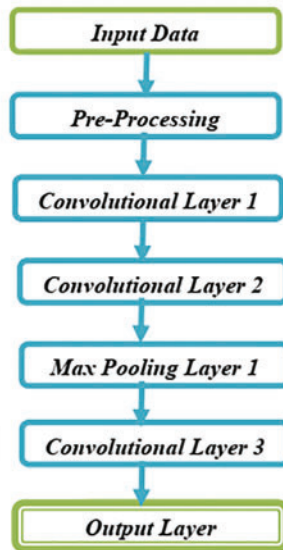 Input Data
Pre-Processing
Convolutional Layer 1
Convolutional Layer 2
Max Pooling Layer 1
Convolutional Layer 3
Output Layer